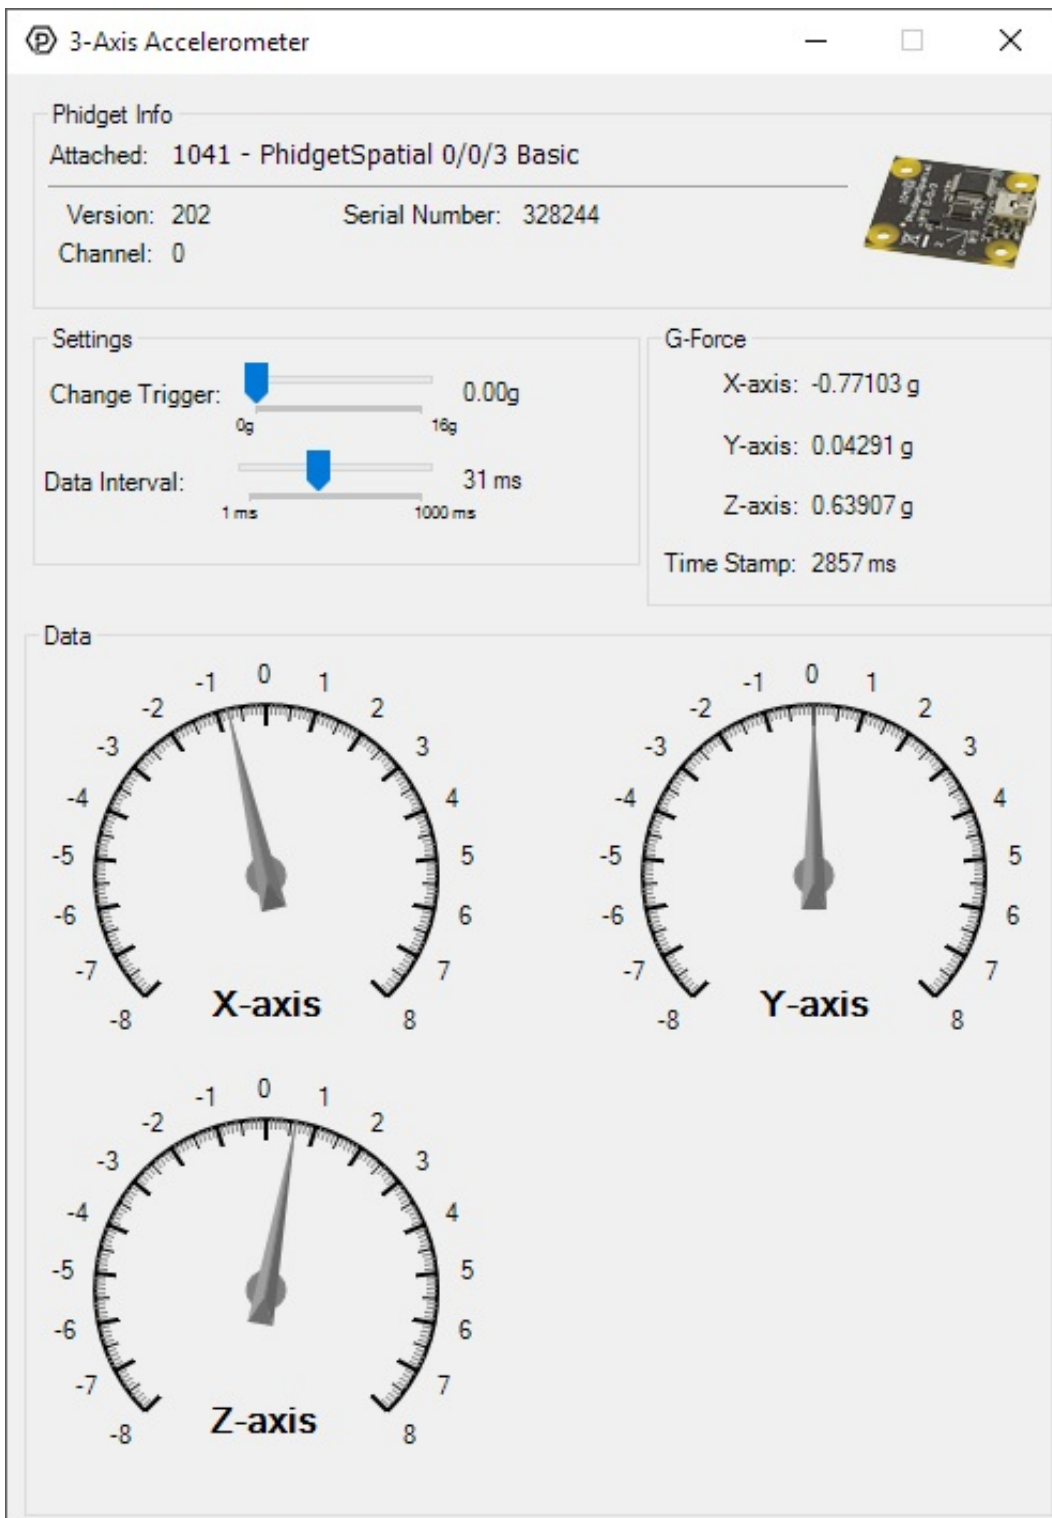 3-Axis Accelerometer
Phidget Info
Attached: 1041 - PhidgetSpatial 0/0/3 Basic
Version: 202 Serial Number: 328244
Channel: 0
Settings
Change Trigger: 0.00g
0g 16g
Data Interval: 31 ms
1 ms 1000 ms
G-Force
X-axis: -0.77103 g
Y-axis: 0.04291 g
Z-axis: 0.63907 g
Time Stamp: 2857 ms
Data
-8 -7 -6 -5 -4 -3 -2 -1 0 1 2 3 4 5 6 7 8
X-axis
-8 -7 -6 -5 -4 -3 -2 -1 0 1 2 3 4 5 6 7 8
Y-axis
-8 -7 -6 -5 -4 -3 -2 -1 0 1 2 3 4 5 6 7 8
Z-axis